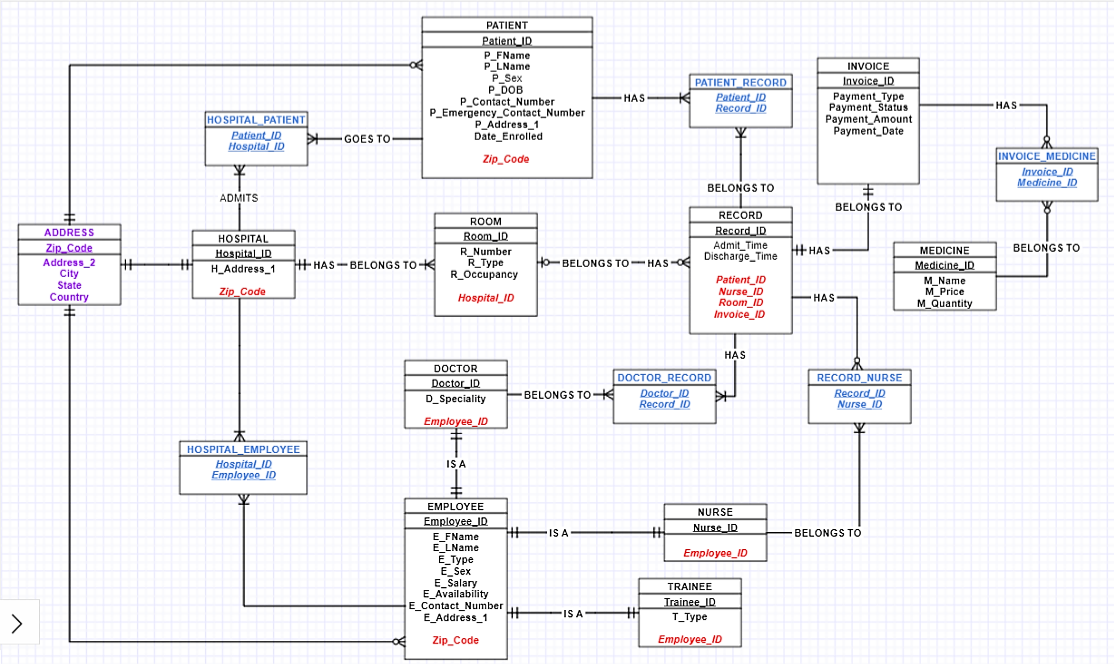 PATIENT
Patient_ID
P_FName
P_LName
P_Sex
P_DOB
P_Contact_Number
P_Emergency_Contact_Number
P_Address_1
Date_Enrolled
Zip_Code
HAS
PATIENT_RECORD
Patient_ID
Record_ID
INVOICE
Invoice_ID
Payment_Type
Payment_Status
Payment_Amount
Payment_Date
HAS
INVOICE_MEDICINE
Invoice_ID
Medicine_ID
HOSPITAL_PATIENT
Patient_ID
Hospital_ID
GOES TO
ADMITS
BELONGS TO
BELONGS TO
BELONGS TO
ADDRESS
Zip_Code
Address_2
City
State
Country
HOSPITAL
Hospital_ID
H_Address_1
Zip_Code
HAS
BELONGS TO
ROOM
Room_ID
R_Number
R_Type
R_Occupancy
Hospital_ID
BELONGS TO
HAS
RECORD
Record_ID
Admit_Time
Discharge_Time
Patient_ID
Nurse_ID
Room_ID
Invoice_ID
HAS
MEDICINE
Medicine_ID
M_Name
M_Price
M_Quantity
HAS
HAS
DOCTOR
Doctor_ID
D_Speciality
Employee_ID
BELONGS TO
DOCTOR_RECORD
Doctor_ID
Record_ID
RECORD_NURSE
Record_ID
Nurse_ID
HOSPITAL_EMPLOYEE
Hospital_ID
Employee_ID
IS A
EMPLOYEE
Employee_ID
E_FName
E_LName
E_Type
E_Sex
E_Salary
E_Availability
E_Contact_Number
E_Address_1
Zip_Code
IS A
NURSE
Nurse_ID
Employee_ID
BELONGS TO
IS A
TRAINEE
Trainee_ID
T_Type
Employee_ID